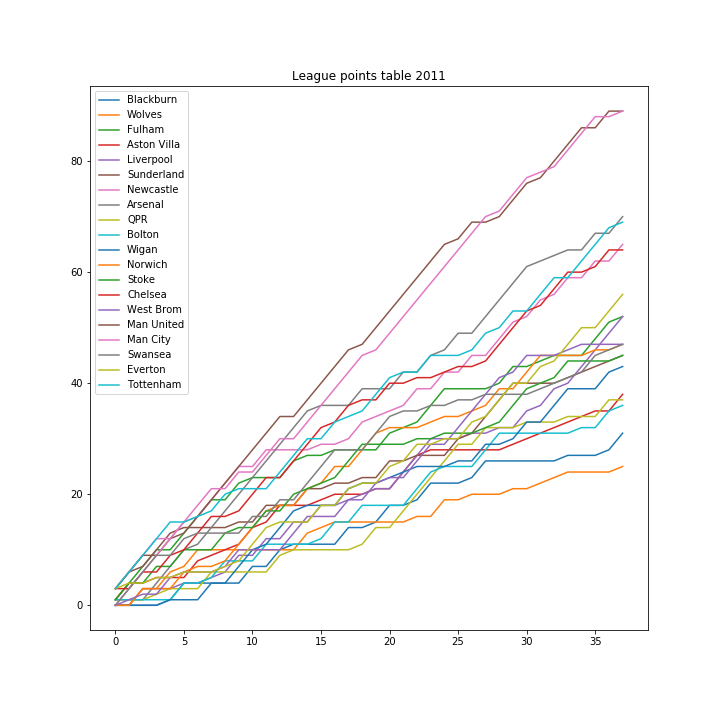 League points table 2011
Blackburn
Wolves
Fulham
Aston Villa
Liverpool
Sunderland
Newcastle
Arsenal
QPR
Bolton
Wigan
Norwich
Stoke
Chelsea
West Brom
Man United
Man City
Swansea
Everton
Tottenham
80
60
40
20
0
0 5 10 15 20 25 30 35